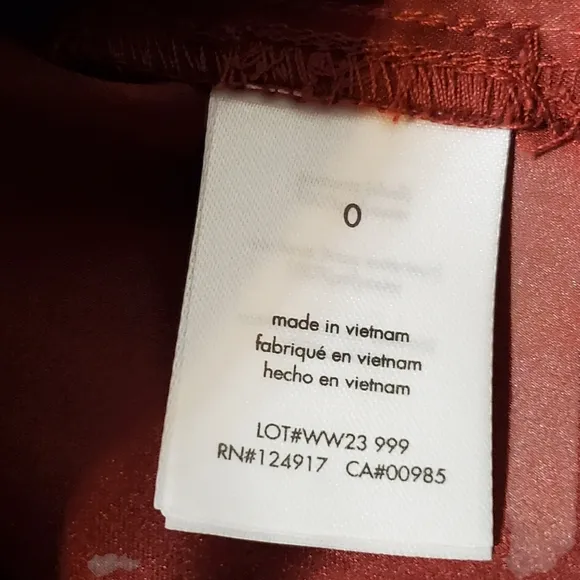 0
made in vietnam
fabriqué en vietnam
hecho en vietnam
LOT#WW23 999
RN#124917 CA#00985